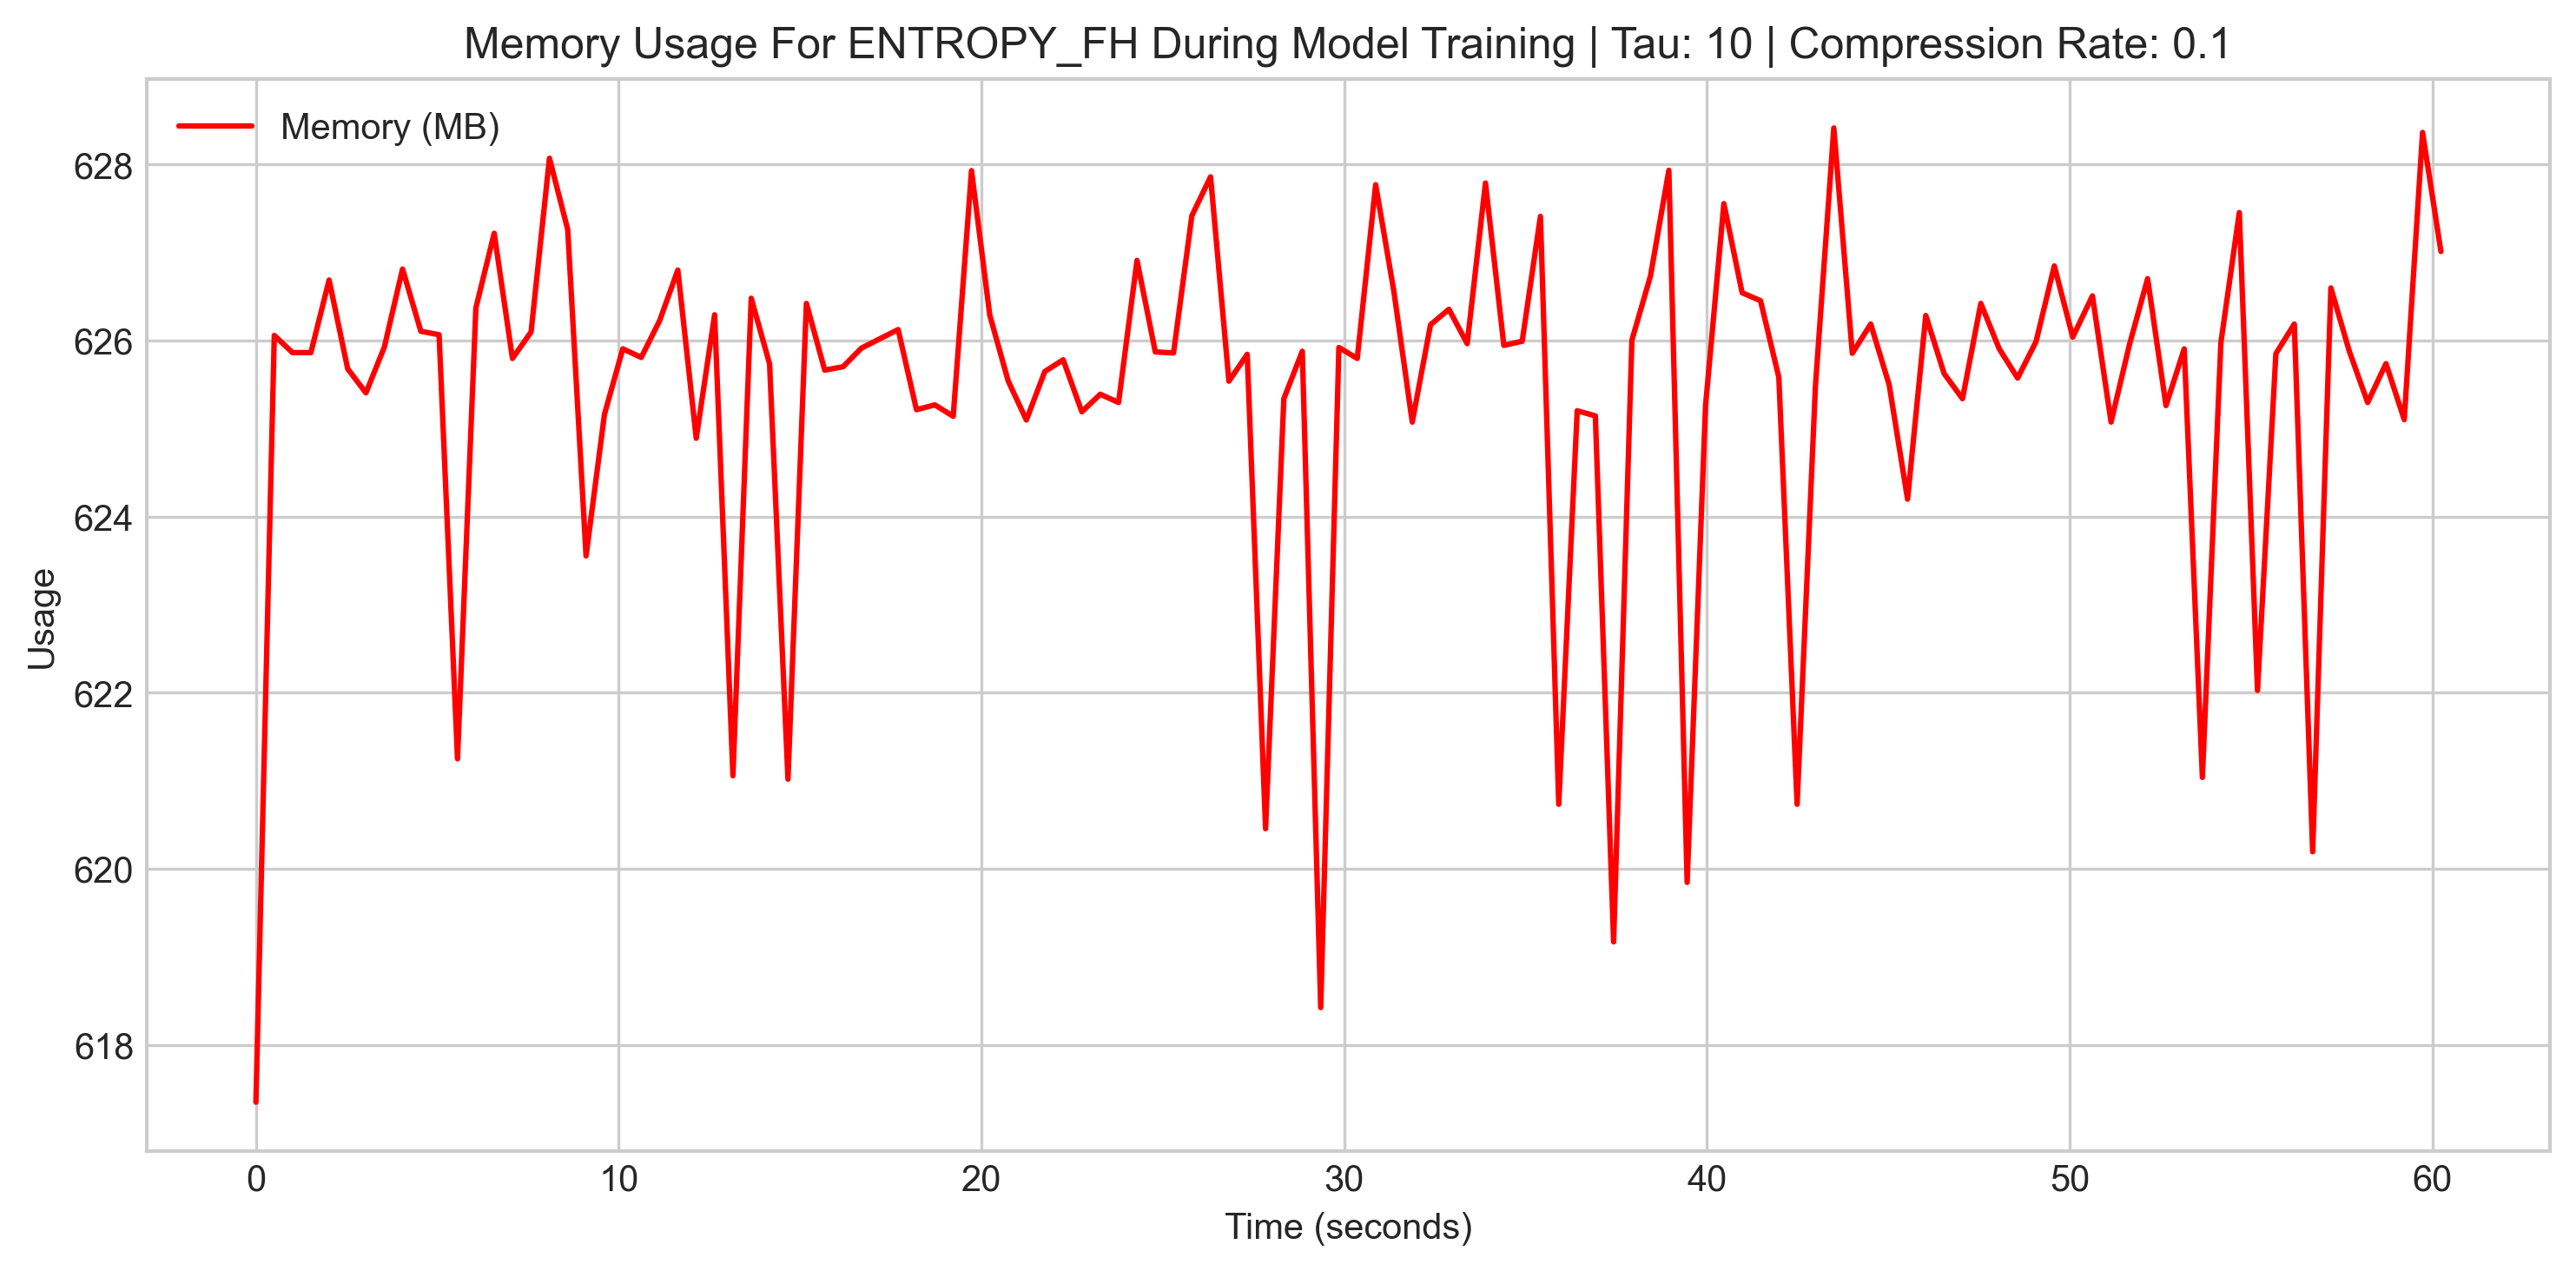 Memory Usage For ENTROPY_FH During Model Training | Tau: 10 | Compression Rate: 0.1
Memory (MB)
628
626
624
622
620
618
Usage
0 10 20 30 40 50 60
Time (seconds)